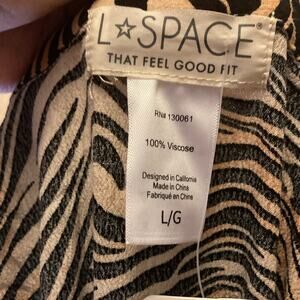 L☆SPACE®
THAT FEEL GOOD FIT
RN# 130061
100% Viscose
Designed in California
Made in China
Fabriqué en Chine
L/G